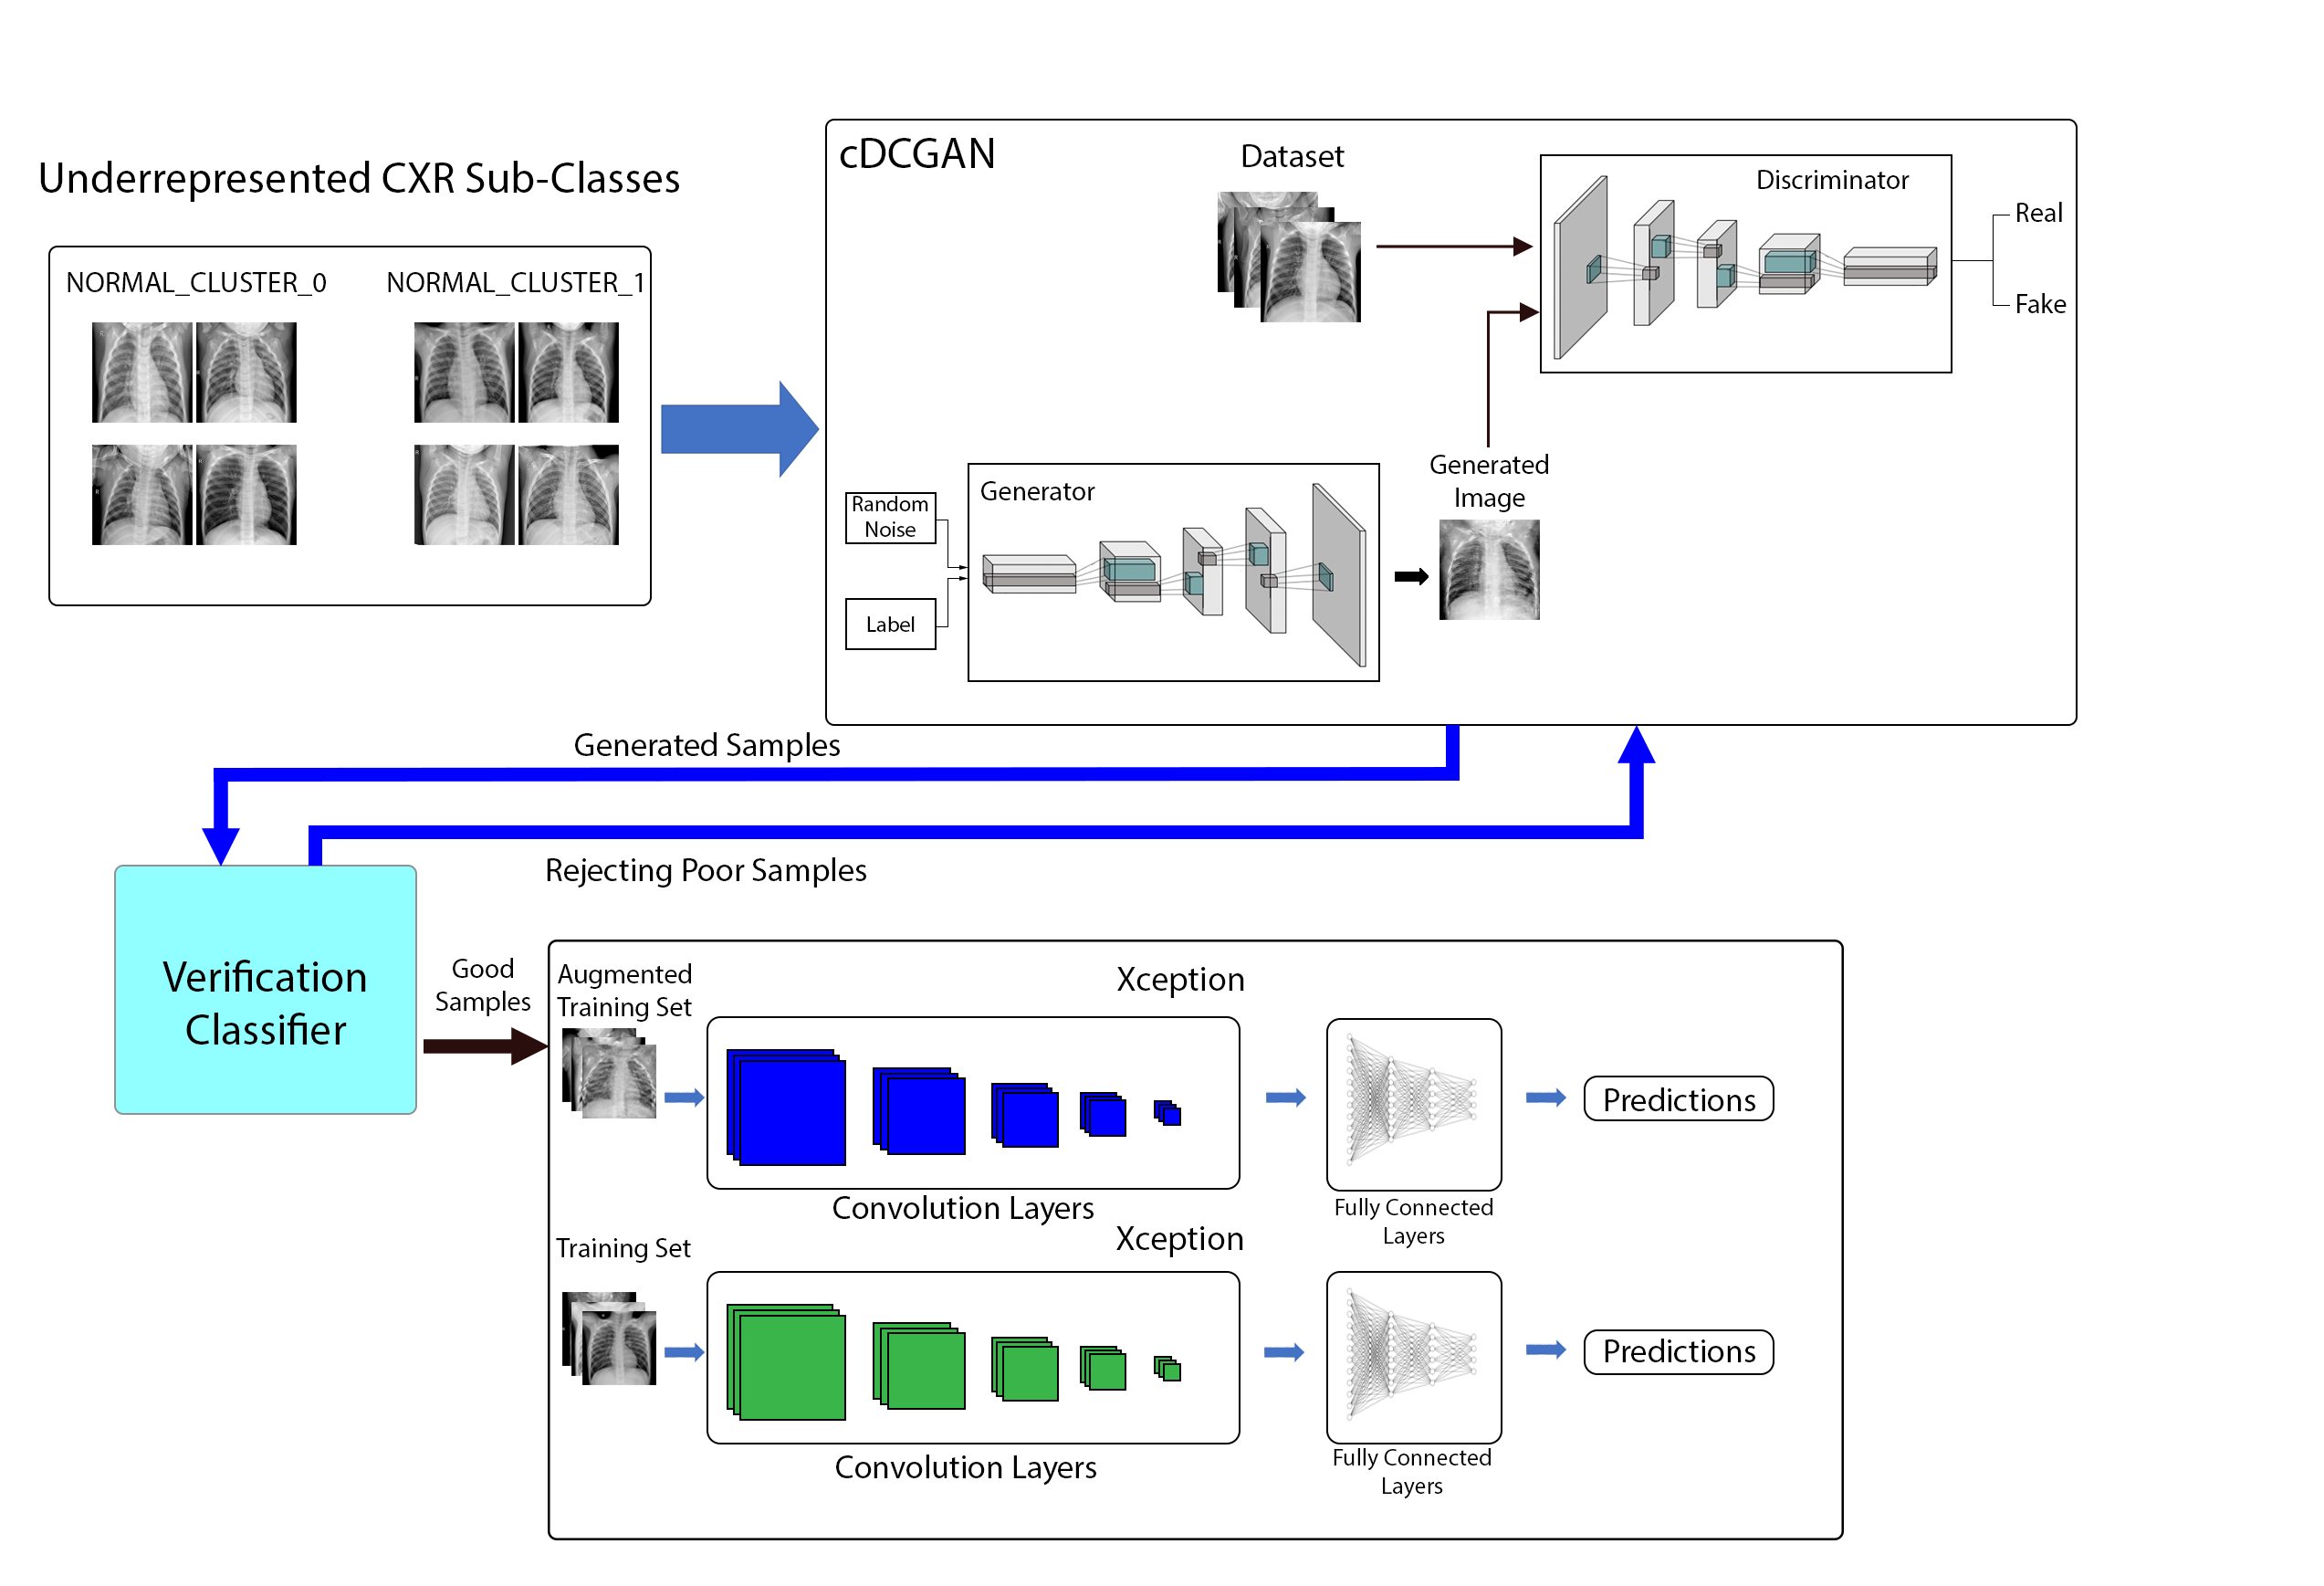 Underrepresented CXR Sub-Classes
NORMAL_CLUSTER_0
NORMAL_CLUSTER_1
cDCGAN
Dataset
Discriminator
Real
Fake
Random
Noise
Label
Generator
Generated
Image
Generated Samples
Rejecting Poor Samples
Verification
Classifier
Good
Samples
Augmented
Training Set
Xception
Convolution Layers
Fully Connected
Layers
Predictions
Training Set
Xception
Convolution Layers
Fully Connected
Layers
Predictions